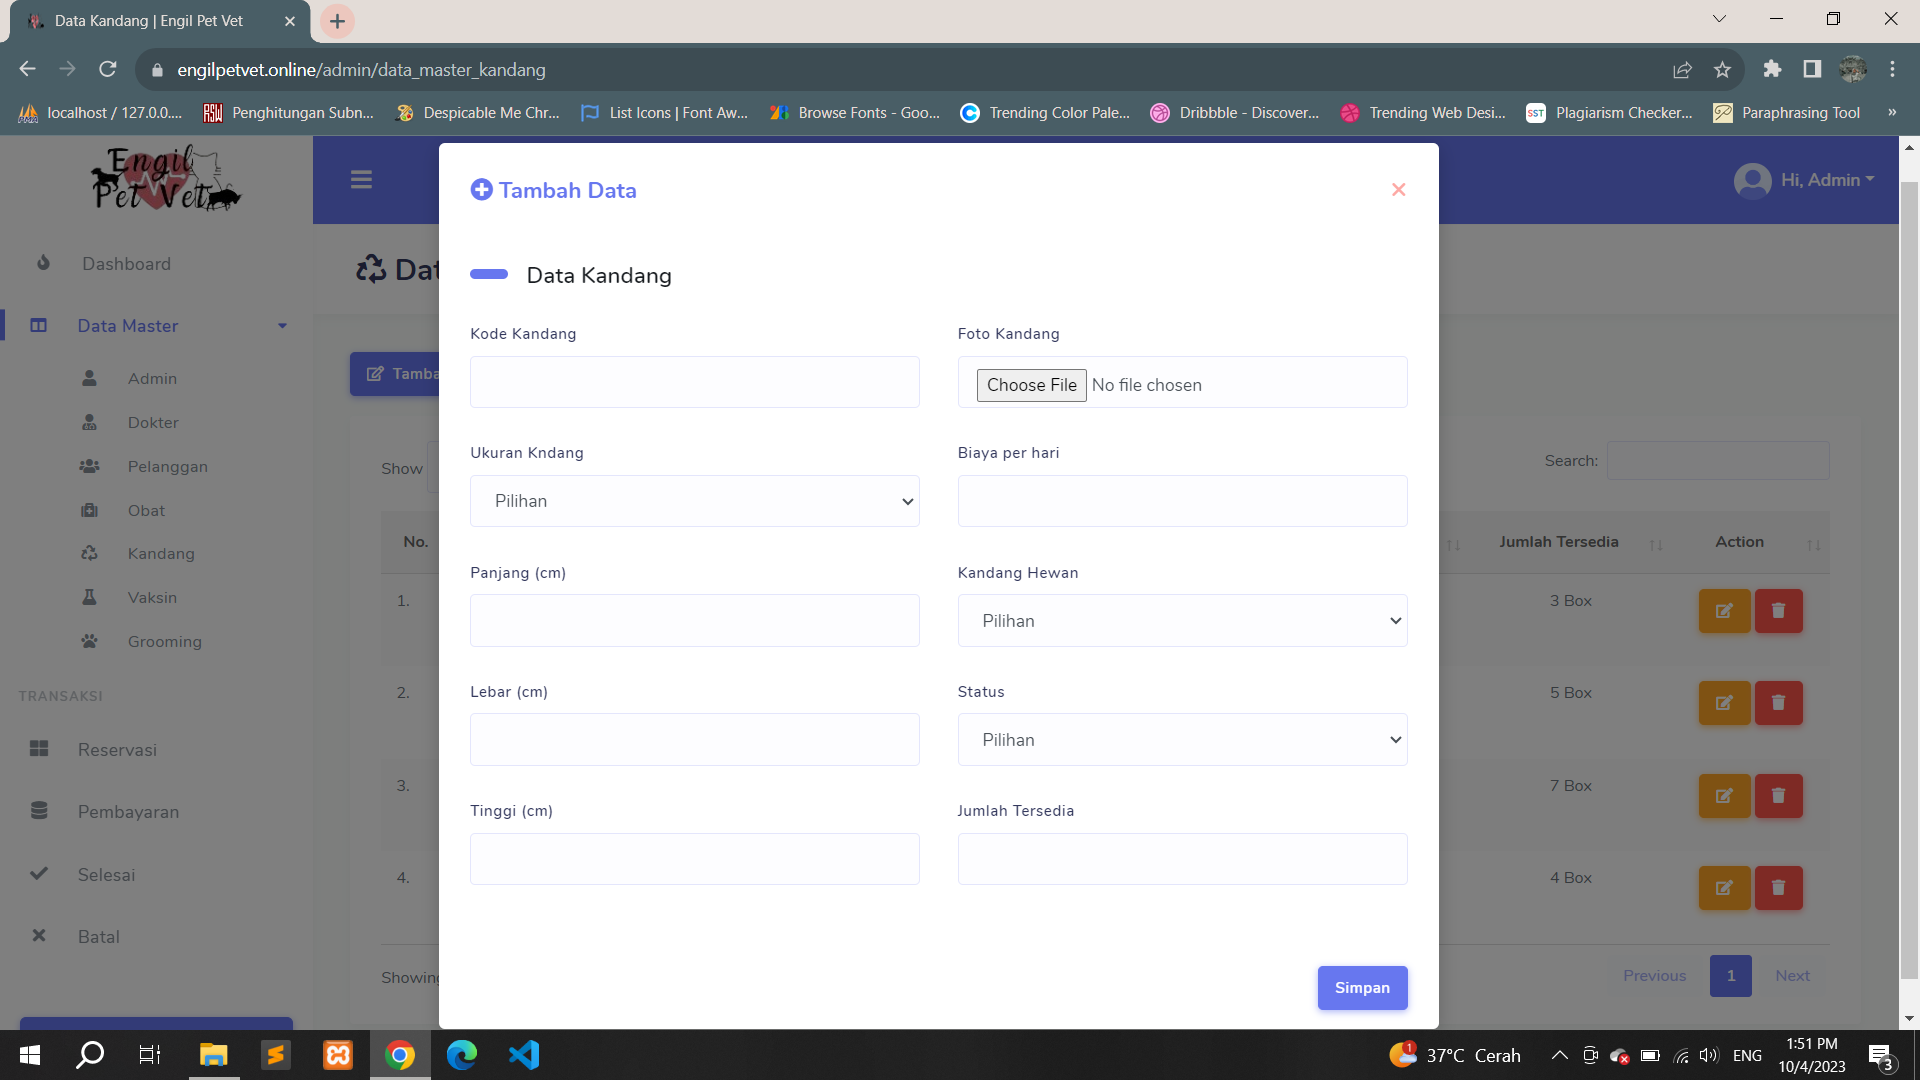 Data Kandang | Engil Pet Vet
engilpetvet.online/admin/data_master_kandang
localhost / 127.0.0....
Penghitungan Subn...
Despicable Me Chr...
List Icons | Font Aw...
Browse Fonts - Goo...
Trending Color Pale...
Dribbble - Discover...
Trending Web Desi...
SST
Plagiarism Checker...
Paraphrasing Tool
»
Engil
Pet Vet
Hi, Admin
Dashboard
Data Master
Admin
Dokter
Pelanggan
Obat
Kandang
Vaksin
Grooming
TRANSAKSI
Reservasi
Pembayaran
Selesai
Batal
Dat
Tamba
Show
Search:
No.
Jumlah Tersedia
Action
1.
3 Box
2.
5 Box
3.
7 Box
4.
4 Box
Showing
Previous
1
Next
Tambah Data
×
Data Kandang
Kode Kandang
Foto Kandang
Choose File No file chosen
Ukuran Kndang
Pilihan
Biaya per hari
Panjang (cm)
Kandang Hewan
Pilihan
Lebar (cm)
Status
Pilihan
Tinggi (cm)
Jumlah Tersedia
Simpan
1
37°C Cerah
ENG
1:51 PM
10/4/2023
3